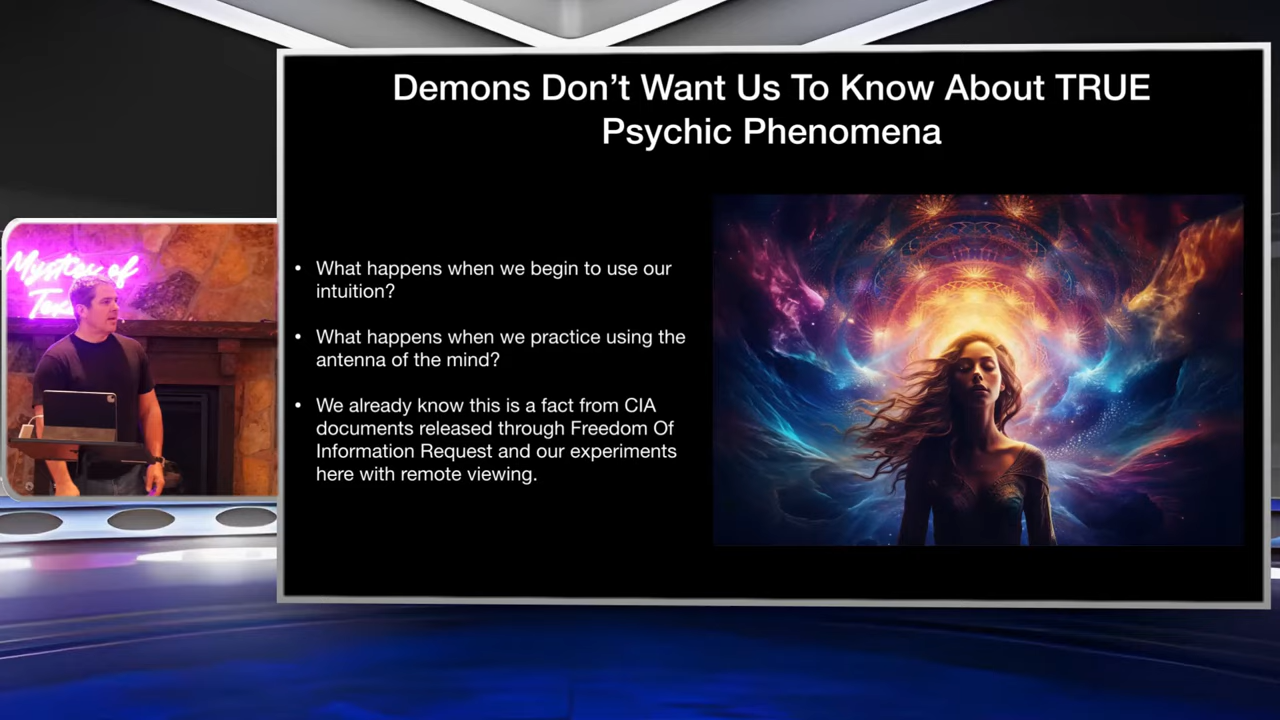 Demons Don't Want Us To Know About TRUE
Psychic Phenomena
• What happens when we begin to use our
intuition?
• What happens when we practice using the
antenna of the mind?
• We already know this is a fact from CIA
documents released through Freedom Of
Information Request and our experiments
here with remote viewing.
of